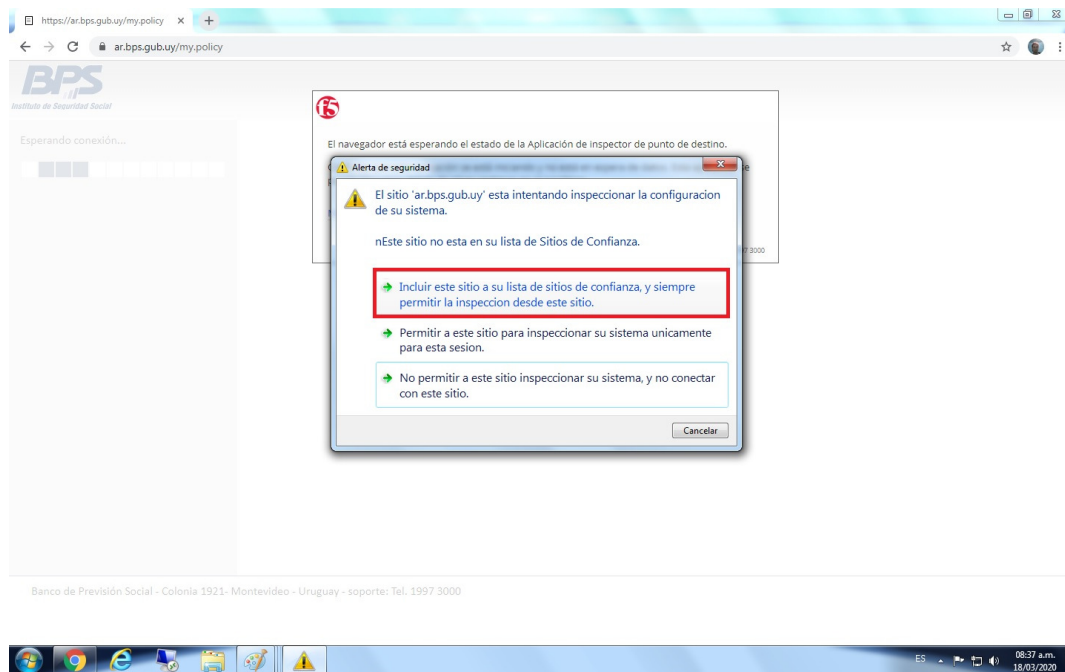 https://ar.bps.gub.uy/my.policy
ar.bps.gub.uy/my.policy
BPS
Instituto de Seguridad Social
Esperando conexión...
f5
El navegador está esperando el estado de la Aplicación de inspector de punto de destino.
Alerta de seguridad
El sitio 'ar.bps.gub.uy' esta intentando inspeccionar la configuracion
de su sistema.
nEste sitio no esta en su lista de Sitios de Confianza.
3000
Incluir este sitio a su lista de sitios de confianza, y siempre
permitir la inspeccion desde este sitio.
Permitir a este sitio para inspeccionar su sistema unicamente
para esta sesion.
No permitir a este sitio inspeccionar su sistema, y no conectar
con este sitio.
Cancelar
Banco de Previsión Social - Colonia 1921- Montevideo - Uruguay - soporte: Tel. 1997 3000
ES
08:37 a.m.
18/03/2020